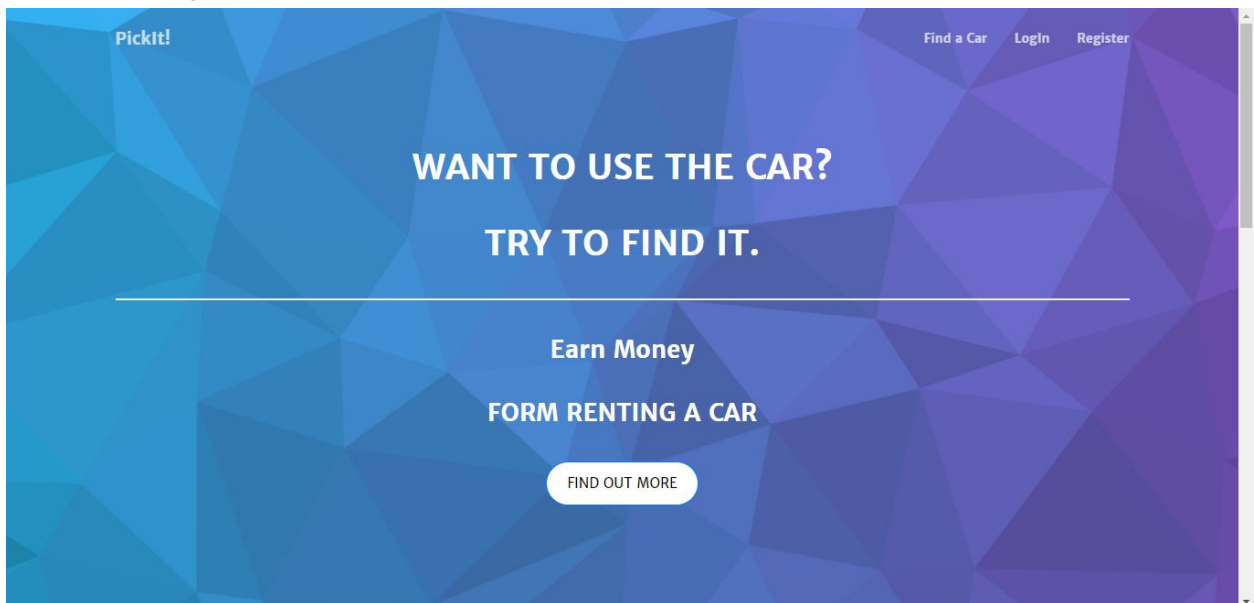 PickIt!
Find a Car LogIn Register
WANT TO USE THE CAR?
TRY TO FIND IT.
Earn Money
FORM RENTING A CAR
FIND OUT MORE